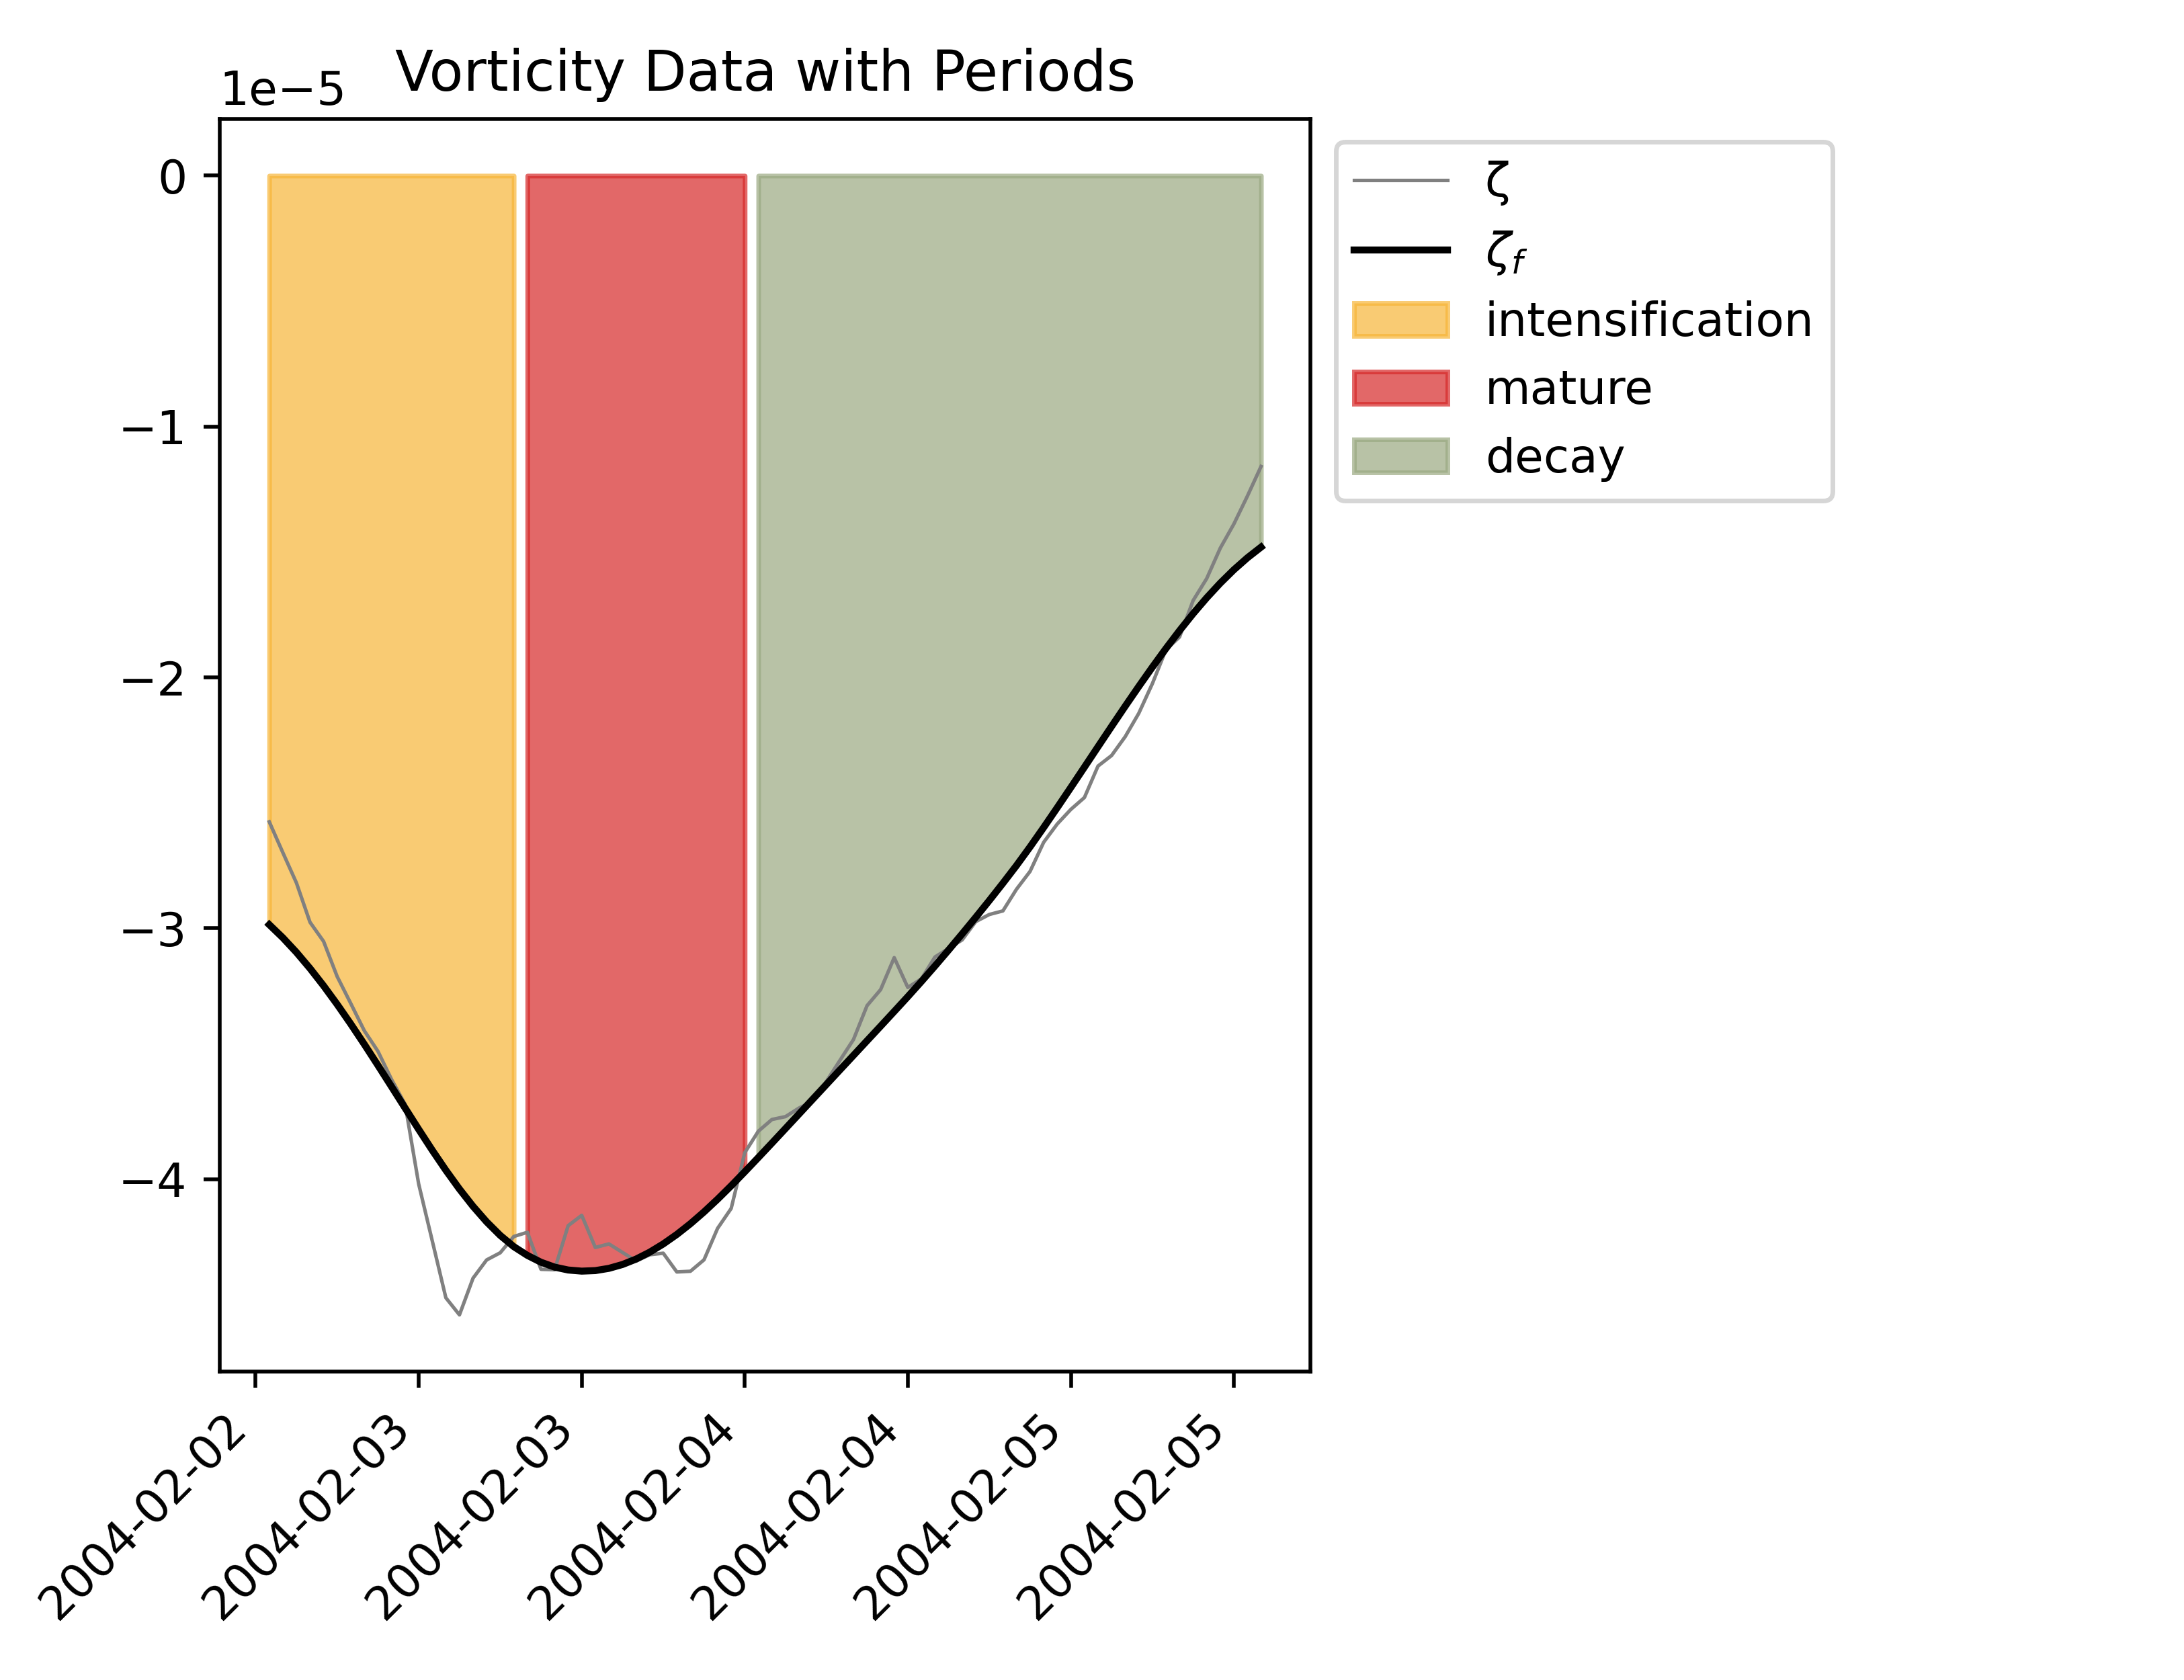 Vorticity Data with Periods
1e−5
0
−1
−2
−3
−4
2004-02-02
2004-02-03
2004-02-03
2004-02-04
2004-02-04
2004-02-05
2004-02-05
ζ
ζf
intensification
mature
decay